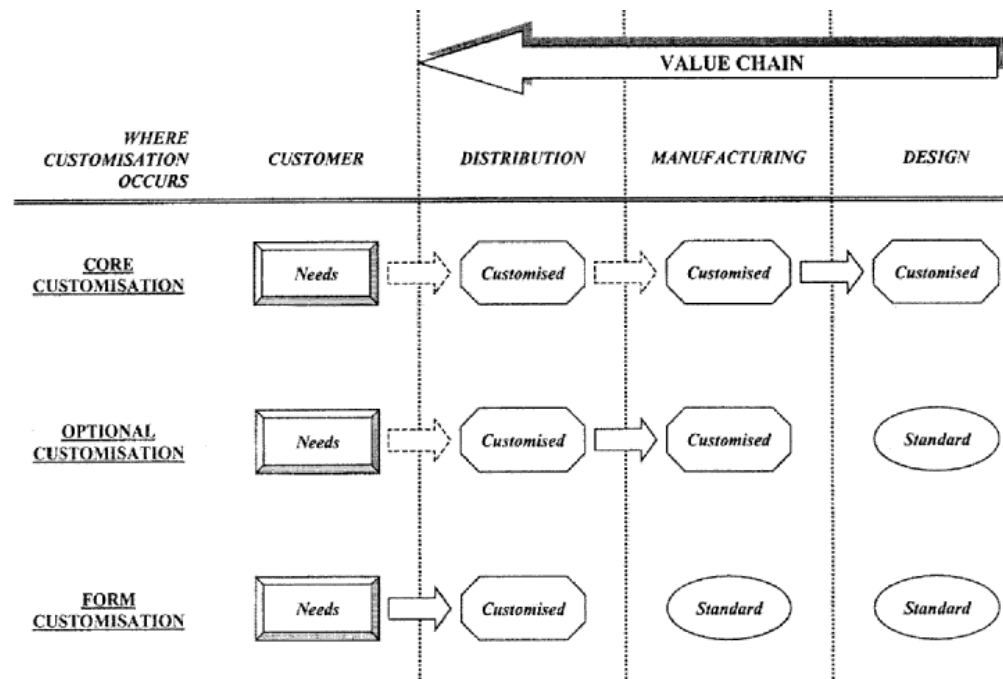 VALUE CHAIN
WHERE
CUSTOMISATION
OCCURS
CUSTOMER
DISTRIBUTION
MANUFACTURING
DESIGN
CORE
CUSTOMISATION
Needs
Customised
Customised
Customised
OPTIONAL
CUSTOMISATION
Needs
Customised
Customised
Standard
FORM
CUSTOMISATION
Needs
Customised
Standard
Standard